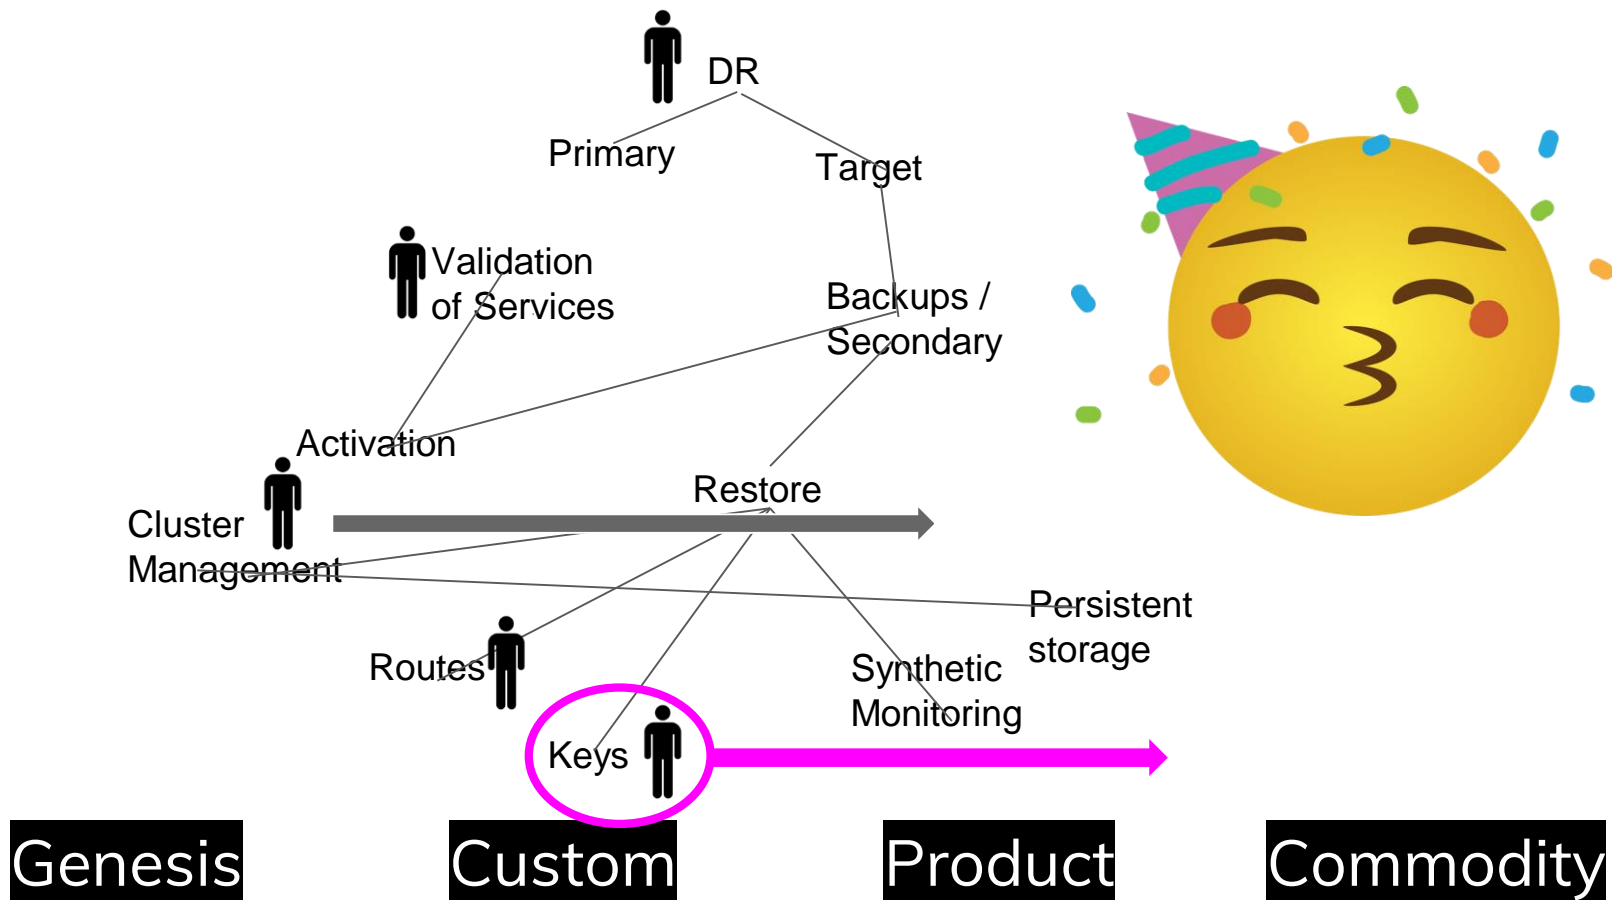 DR
Primary
Target
Validation
of Services
Backups /
Secondary
Activation
Restore
Cluster
Management
Persistent
storage
Routes
Synthetic
Monitoring
Keys
Genesis
Custom
Product
Commodity